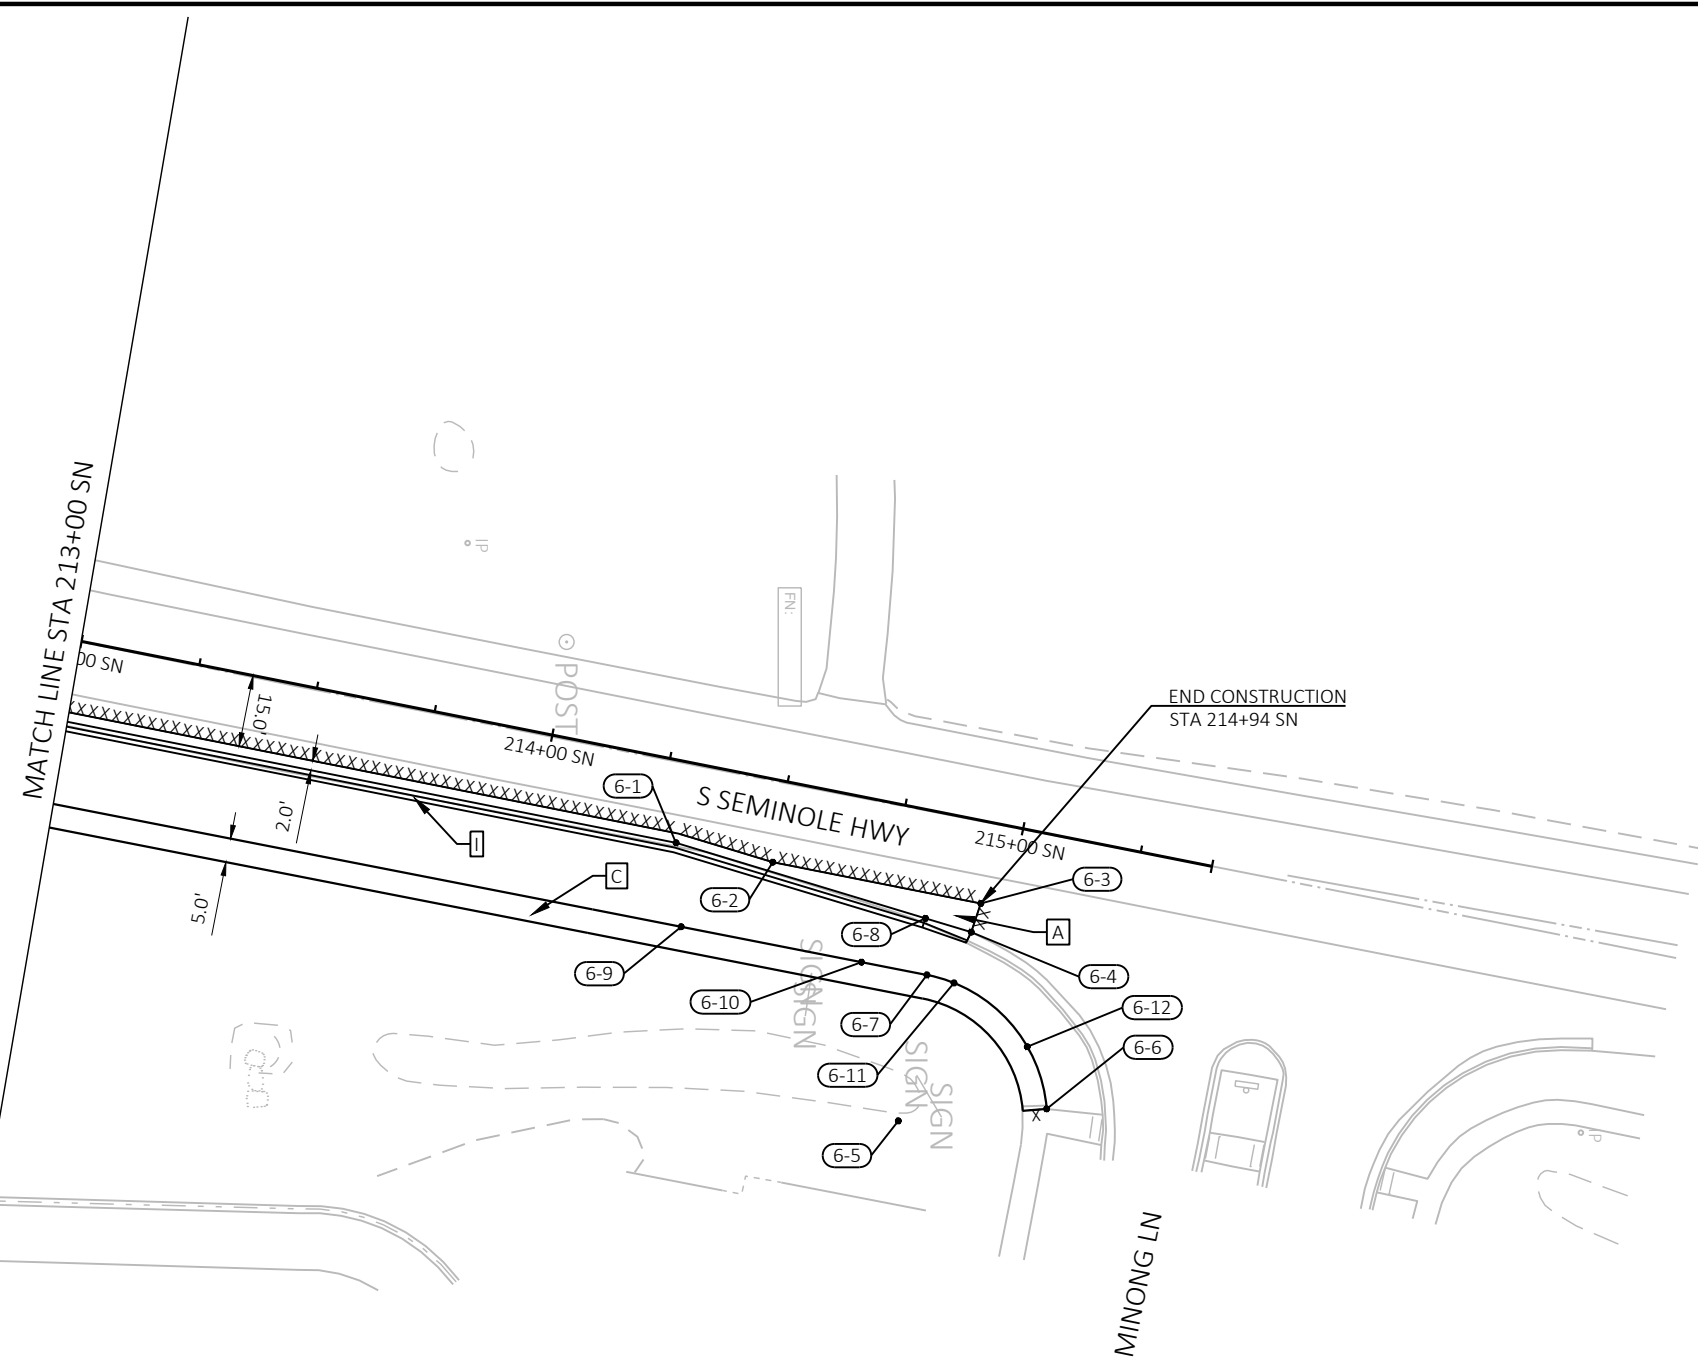 MATCH LINE STA 213+00 SN
IP
FN:
POST
00 SN
15.0'
214+00 SN
END CONSTRUCTION
STA 214+94 SN
2.0'
6-1
S SEMINOLE HWY
215+00 SN
I
C
6-2
6-3
5.0'
6-8
A
6-9
6-4
6-10
SIGN
SIGN
6-7
6-12
6-6
6-11
SIGN
SIGN
X
6-5
IP
MINONG LN